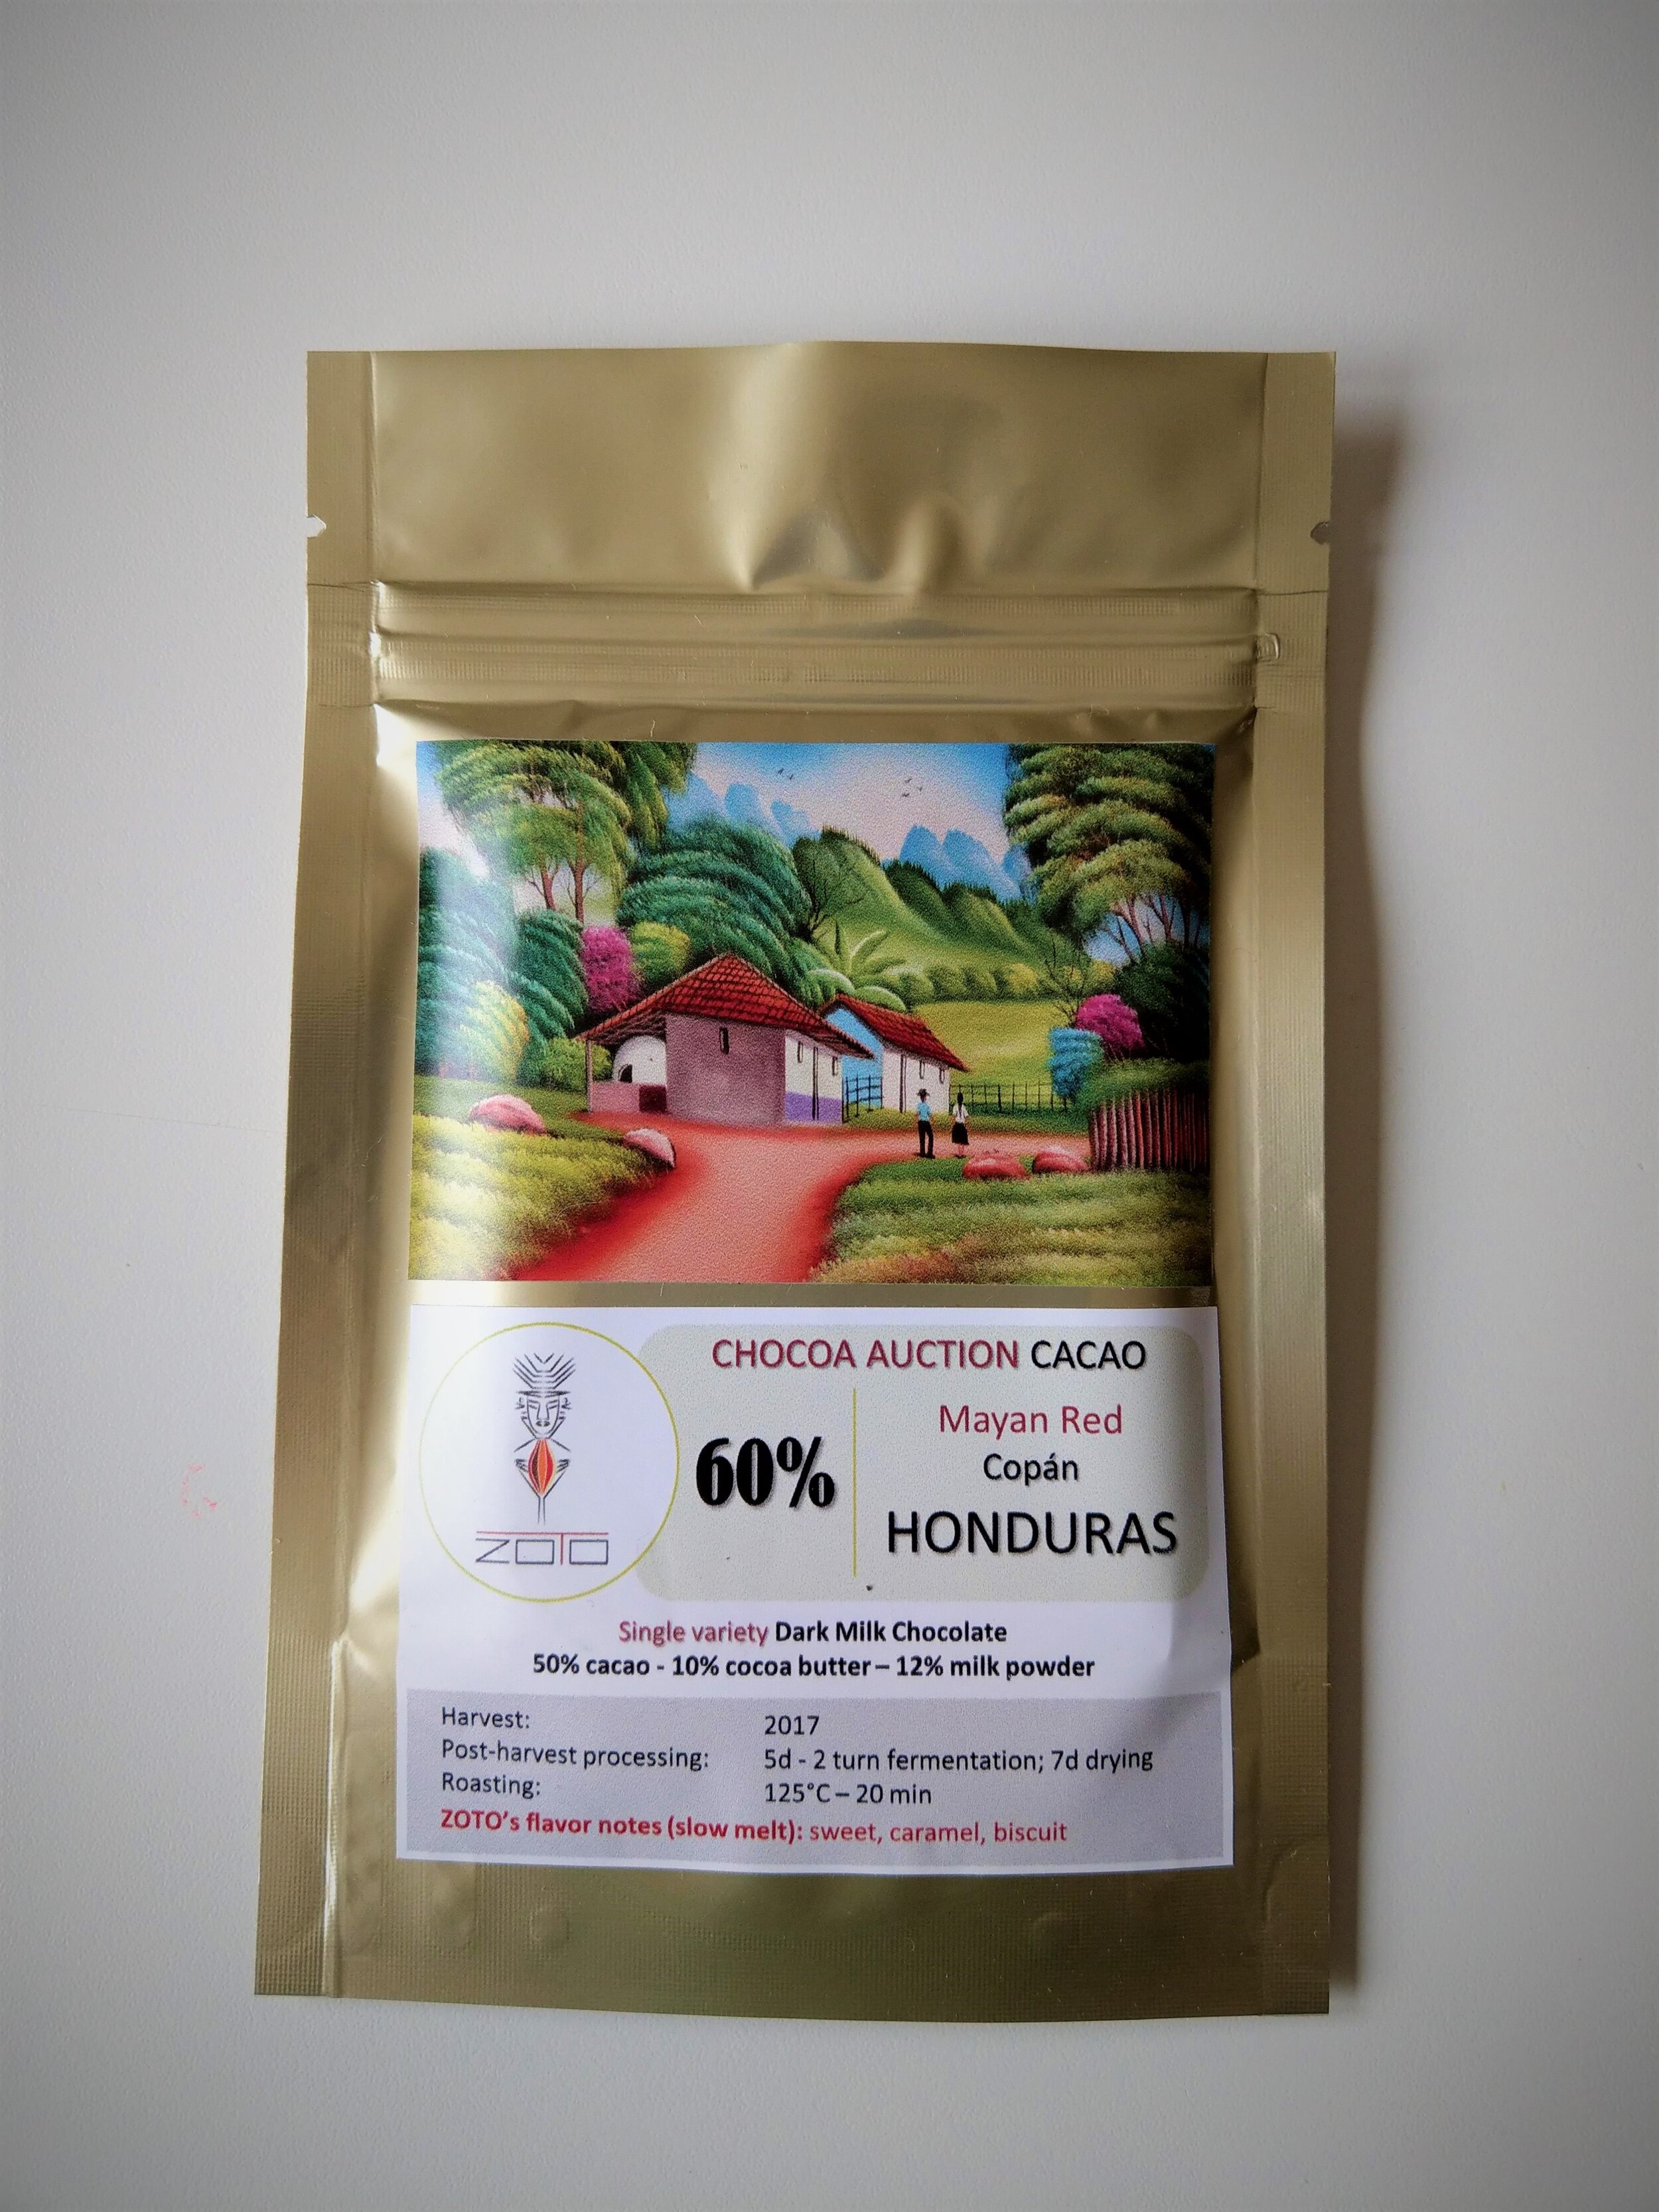 CHOCOA AUCTION CACAO
60%
Mayan Red
Copán
HONDURAS
ZOTO
Single variety Dark Milk Chocolate
50% cacao - 10% cocoa butter – 12% milk powder
Harvest: 2017
Post-harvest processing: 5d - 2 turn fermentation; 7d drying
Roasting: 125°C – 20 min
ZOTO's flavor notes (slow melt): sweet, caramel, biscuit